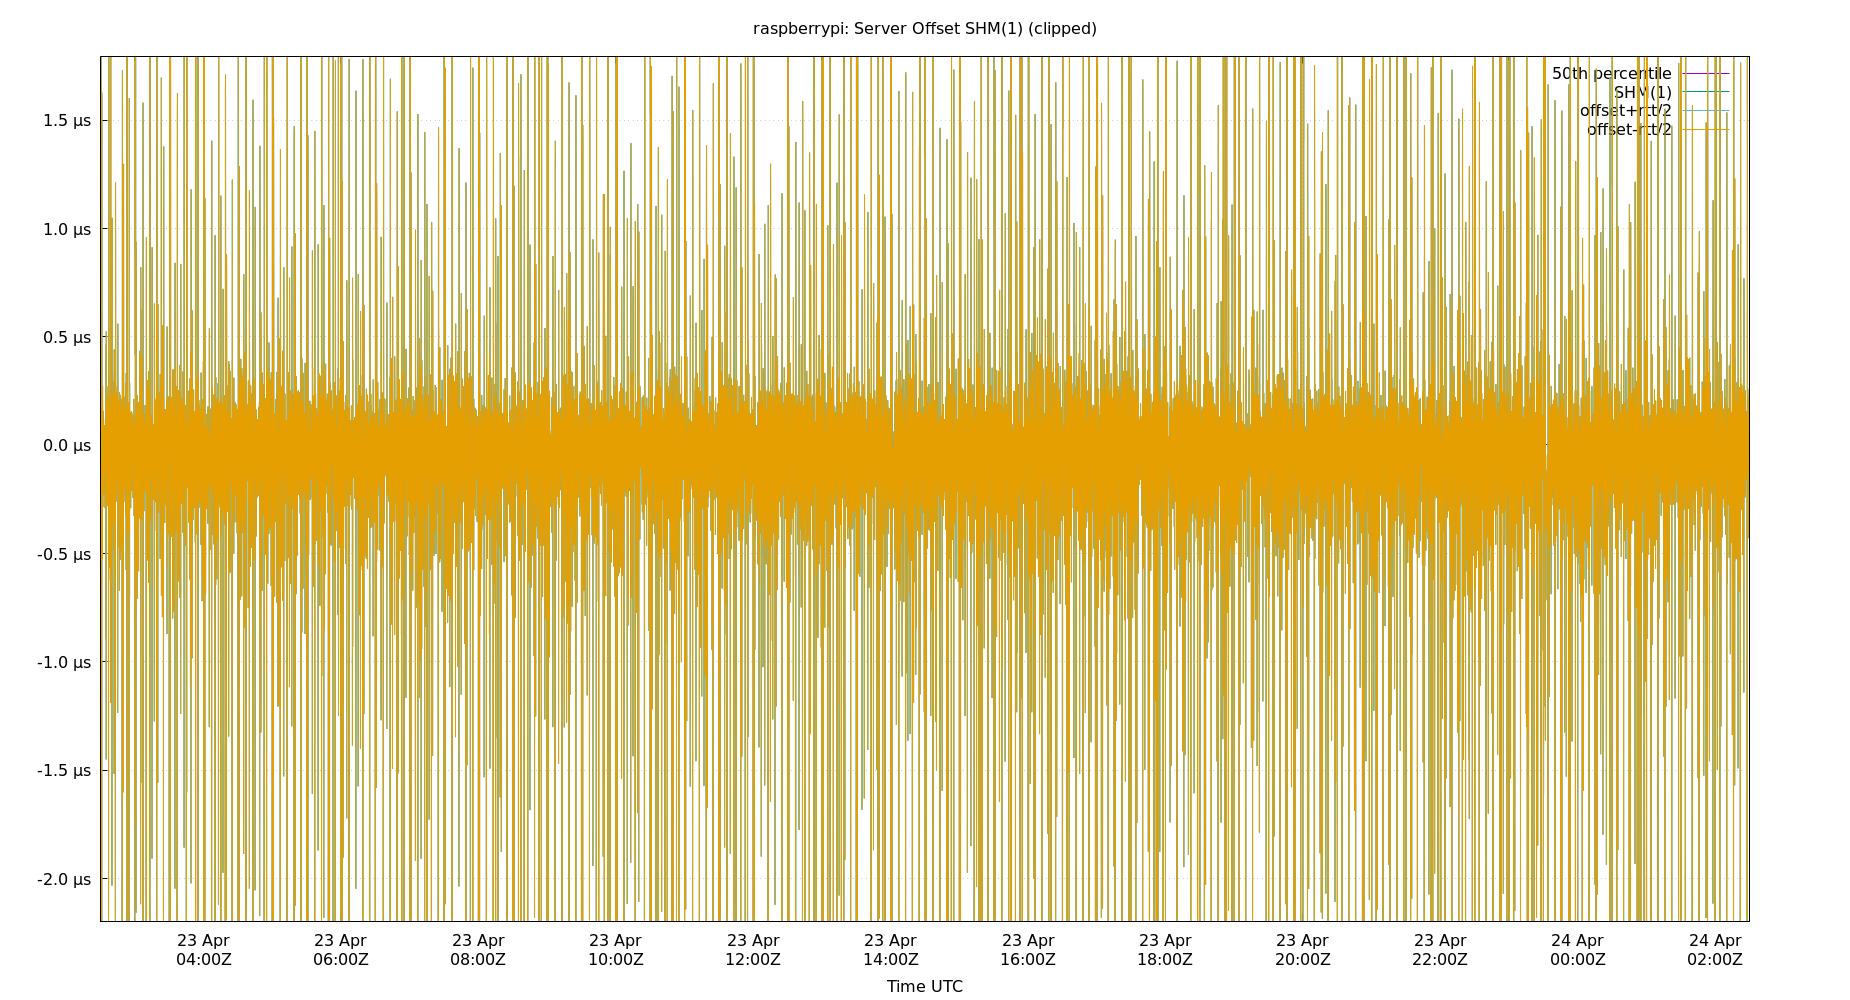 raspberrypi: Server Offset SHM(1) (clipped)
50th percentile
SHM(1)
offset+rtt/2
offset-rtt/2
1.5 µs
1.0 µs
0.5 µs
0.0 µs
-0.5 µs
-1.0 µs
-1.5 µs
-2.0 µs
23 Apr 23 Apr 23 Apr 23 Apr 23 Apr 23 Apr 23 Apr 23 Apr 23 Apr 23 Apr 24 Apr 24 Apr
04:00Z 06:00Z 08:00Z 10:00Z 12:00Z 14:00Z 16:00Z 18:00Z 20:00Z 22:00Z 00:00Z 02:00Z
Time UTC